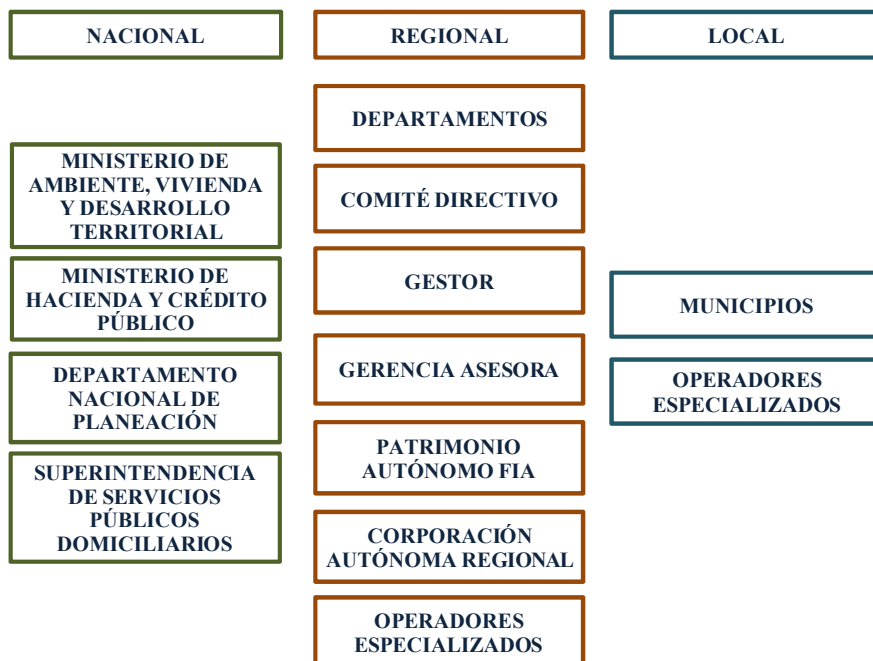 NACIONAL
MINISTERIO DE
AMBIENTE, VIVIENDA
Y DESARROLLO
TERRITORIAL
MINISTERIO DE
HACIENDA Y CRÉDITO
PÚBLICO
DEPARTAMENTO
NACIONAL DE
PLANEACIÓN
SUPERINTENDENCIA
DE SERVICIOS
PÚBLICOS
DOMICILIARIOS
REGIONAL
DEPARTAMENTOS
COMITÉ DIRECTIVO
GESTOR
GERENCIA ASESORA
PATRIMONIO
AUTÓNOMO FIA
CORPORACIÓN
AUTÓNOMA REGIONAL
OPERADORES
ESPECIALIZADOS
LOCAL
MUNICIPIOS
OPERADORES
ESPECIALIZADOS